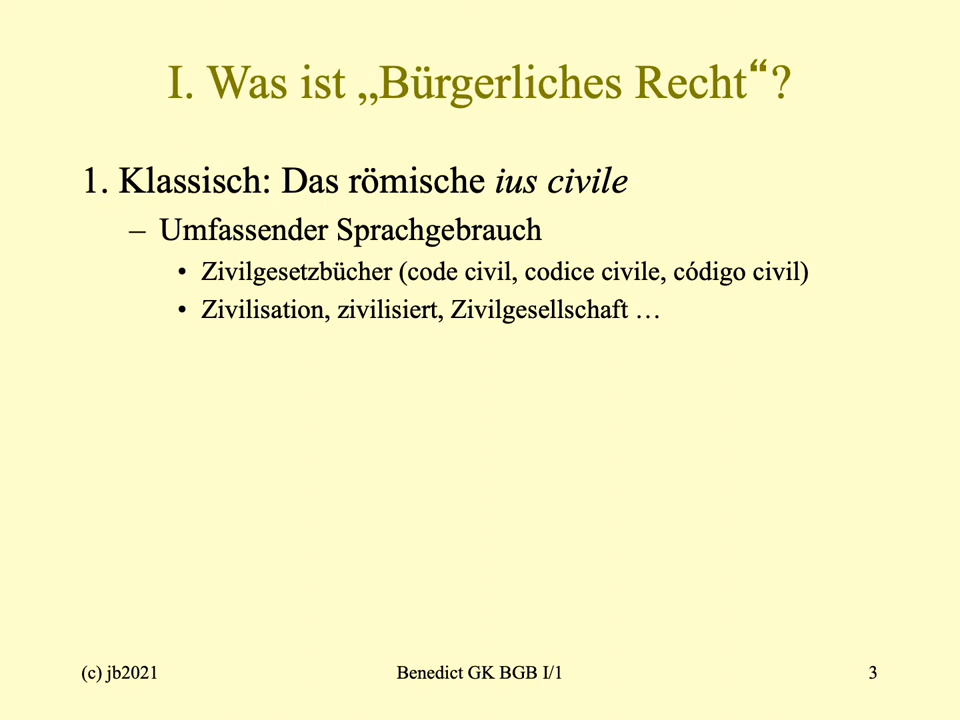 I. Was ist „Bürgerliches Recht“?
1. Klassisch: Das römische ius civile
– Umfassender Sprachgebrauch
• Zivilgesetzbücher (code civil, codice civile, código civil)
• Zivilisation, zivilisiert, Zivilgesellschaft …
(c) jb2021 Benedict GK BGB I/1 3